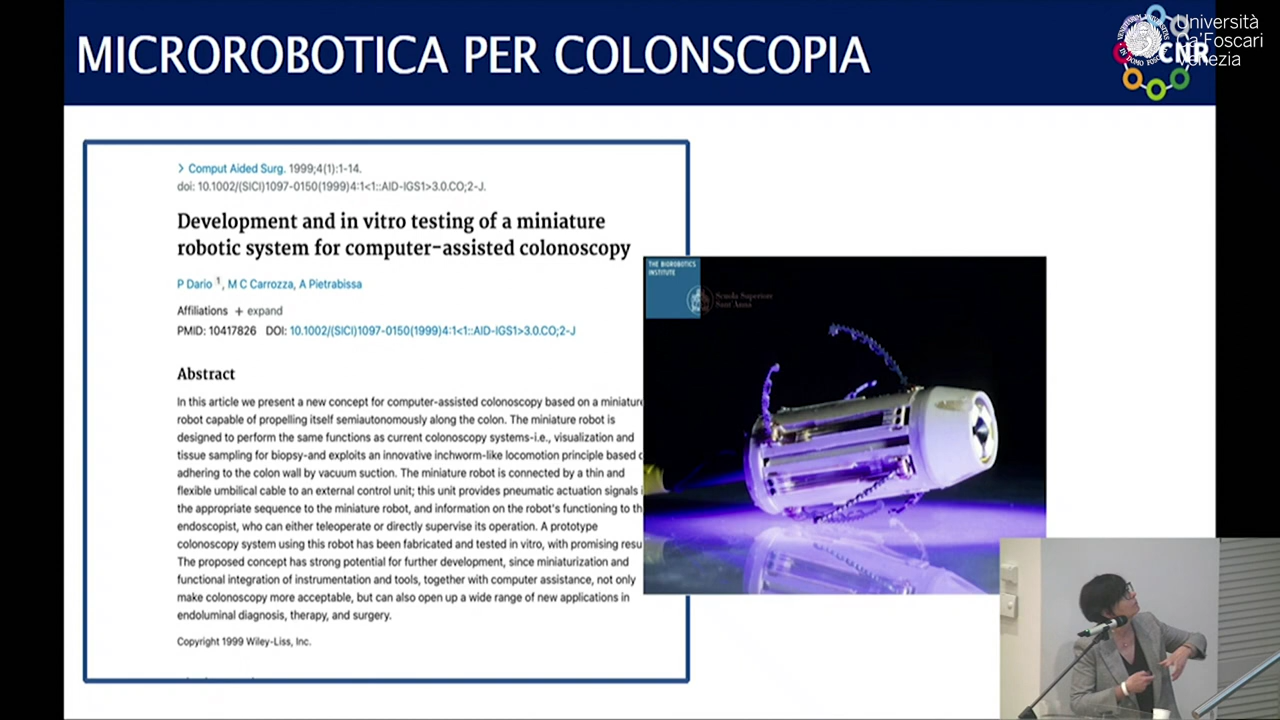 MICROROBOTICA PER COLONSCOPIA
Università
Ca'Foscari
Venezia
CNR
> Comput Aided Surg. 1999;4(1):1-14.
doi: 10.1002/(SICI)1097-0150(1999)4:1<1::AID-IGS1>3.0.CO;2-J.
Development and in vitro testing of a miniature
robotic system for computer-assisted colonoscopy
P Dario 1, M C Carrozza, A Pietrabissa
Affiliations + expand
PMID: 10417826 DOI: 10.1002/(SICI)1097-0150(1999)4:1<1::AID-IGS1>3.0.CO;2-J
Abstract
In this article we present a new concept for computer-assisted colonoscopy based on a miniature
robot capable of propelling itself semiautonomously along the colon. The miniature robot is
designed to perform the same functions as current colonoscopy systems-i.e., visualization and
tissue sampling for biopsy-and exploits an innovative inchworm-like locomotion principle based
adhering to the colon wall by vacuum suction. The miniature robot is connected by a thin and
flexible umbilical cable to an external control unit; this unit provides pneumatic actuation signals
the appropriate sequence to the miniature robot, and information on the robot's functioning to th
endoscopist, who can either teleoperate or directly supervise its operation. A prototype
colonoscopy system using this robot has been fabricated and tested in vitro, with promising resu
The proposed concept has strong potential for further development, since miniaturization and
functional integration of instrumentation and tools, together with computer assistance, not only
make colonoscopy more acceptable, but can also open up a wide range of new applications in
endoluminal diagnosis, therapy, and surgery.
Copyright 1999 Wiley-Liss, Inc.
THE BIOROBOTICS
INSTITUTE
Scuola Superiore
Sant'Anna